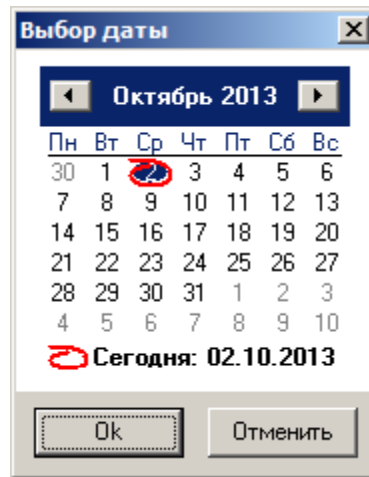 Выбор даты
Октябрь 2013
Пн Вт Ср Чт Пт Сб Вс
30 1 2 3 4 5 6
7 8 9 10 11 12 13
14 15 16 17 18 19 20
21 22 23 24 25 26 27
28 29 30 31 1 2 3
4 5 6 7 8 9 10
Сегодня: 02.10.2013
Ok Отменить